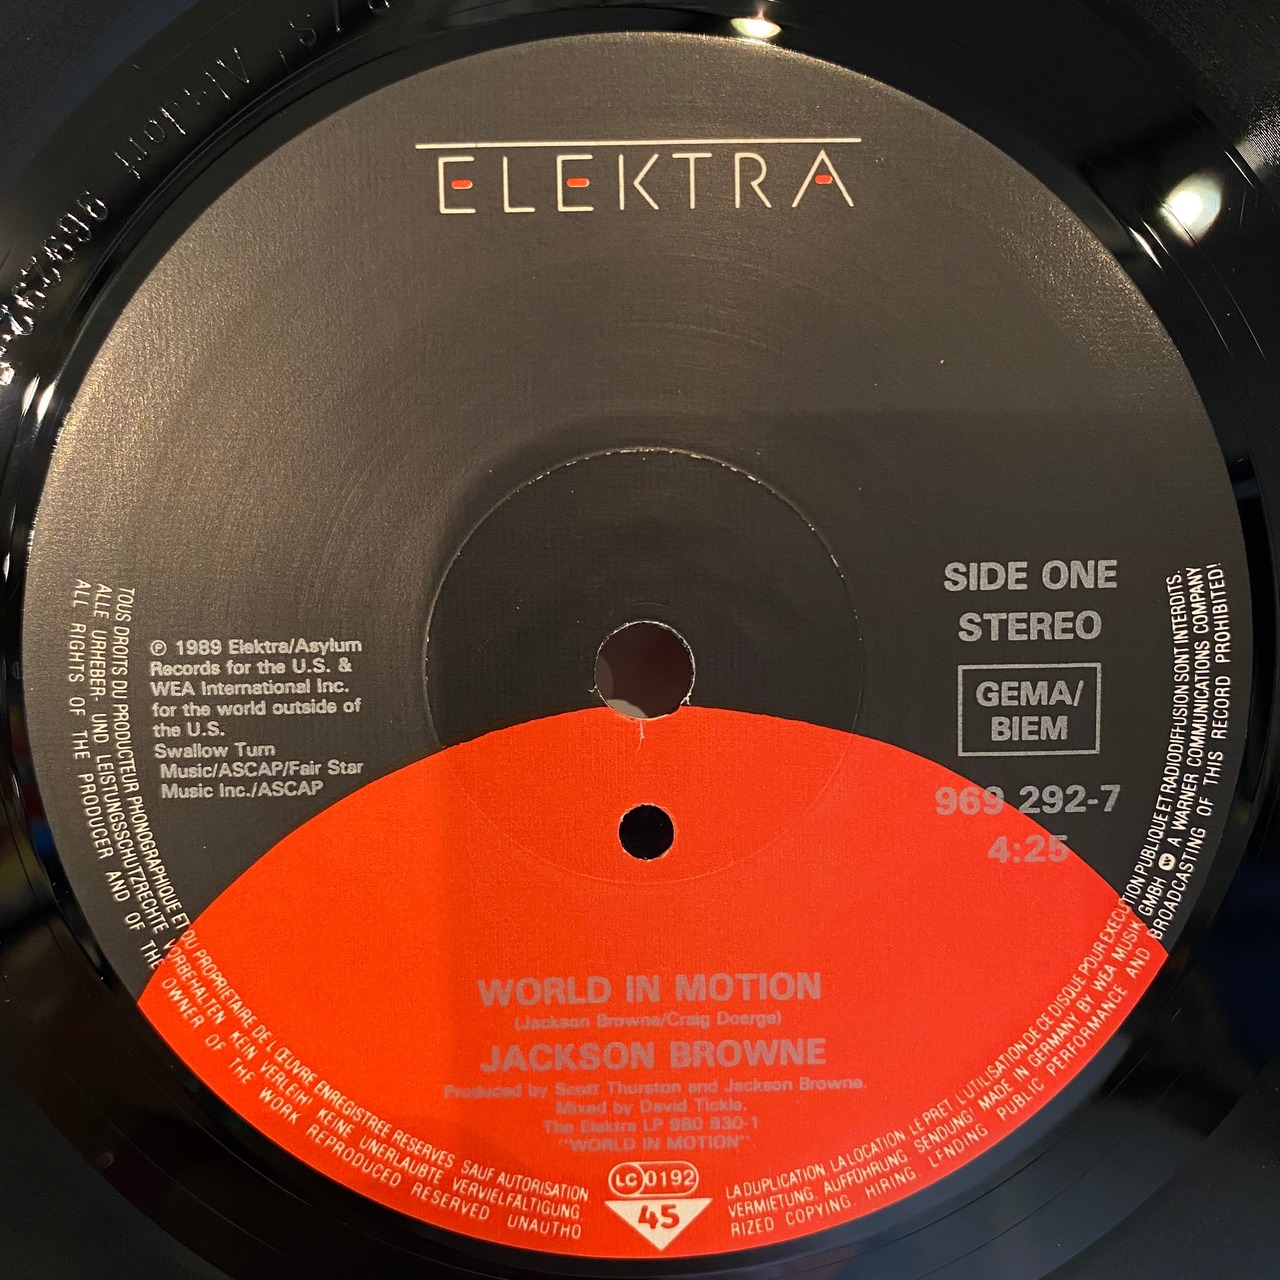 ELEKTRA
SIDE ONE
STEREO
GEMA/
BIEM
969 292-7
4:25
℗ 1989 Elektra/Asylum
Records for the U.S. &
WEA International Inc.
for the world outside of
the U.S.
Swallow Turn
Music/ASCAP/Fair Star
Music Inc./ASCAP
WORLD IN MOTION
(Jackson Browne/Craig Doerge)
JACKSON BROWNE
Produced by Scott Thurston and Jackson Browne.
Mixed by David Tickle.
The Elektra LP 960 830-1
"WORLD IN MOTION"
LC 0192
45
TOUS DROITS DU PRODUCTEUR PHONOGRAPHIQUE ET DU PROPRIETAIRE DE L'ŒUVRE ENREGISTREE RESERVES SAUF AUTORISATION LA DUPLICATION LA LOCATION LE PRET L'UTILISATION DE CE DISQUE POUR EXECUTION PUBLIQUE ET RADIODIFFUSION SONT INTERDITS.
ALLE URHEBER- UND LEISTUNGSSCHUTZRECHTE VORBEHALTEN KEIN VERLEIH! KEINE UNERLAUBTE VERVIELFÄLTIGUNG VERMIETUNG, AUFFÜHRUNG, SENDUNG! MADE IN GERMANY BY WEA MUSIK GMBH A WARNER COMMUNICATIONS COMPANY
ALL RIGHTS OF THE PRODUCER AND OF THE OWNER OF THE WORK REPRODUCED RESERVED UNAUTHORIZED COPYING, HIRING, LENDING, PUBLIC PERFORMANCE AND BROADCASTING OF THIS RECORD PROHIBITED!
Alsdorf